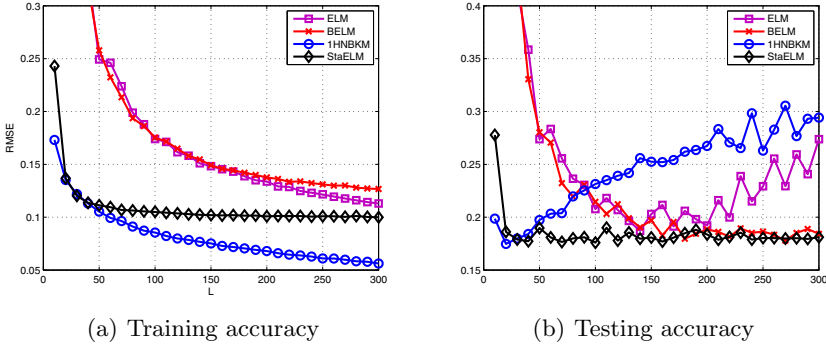 0.3
0.25
0.2
0.15
0.1
0.05
RMSE
0 50 100 150 200 250 300
L
ELM
BELM
1HNBKM
StaELM
(a) Training accuracy
0.4
0.35
0.3
0.25
0.2
0.15
0 50 100 150 200 250 300
ELM
BELM
1HNBKM
StaELM
(b) Testing accuracy